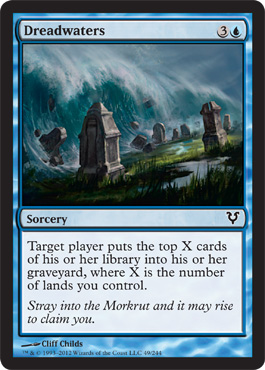 Dreadwaters 3
Sorcery
Target player puts the top X cards
of his or her library into his or her
graveyard, where X is the number
of lands you control.
Stray into the Morkrut and it may rise
to claim you.
Cliff Childs
™ & © 1993–2012 Wizards of the Coast LLC 49/244